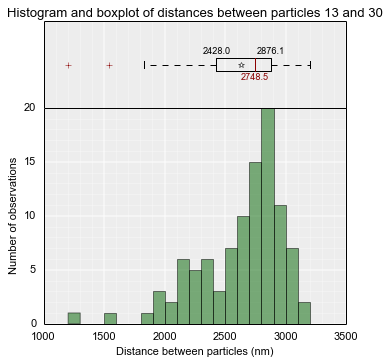 Histogram and boxplot of distances between particles 13 and 30
2428.0 2876.1
2748.5
20
15
10
5
0
Number of observations
1000 1500 2000 2500 3000 3500
Distance between particles (nm)